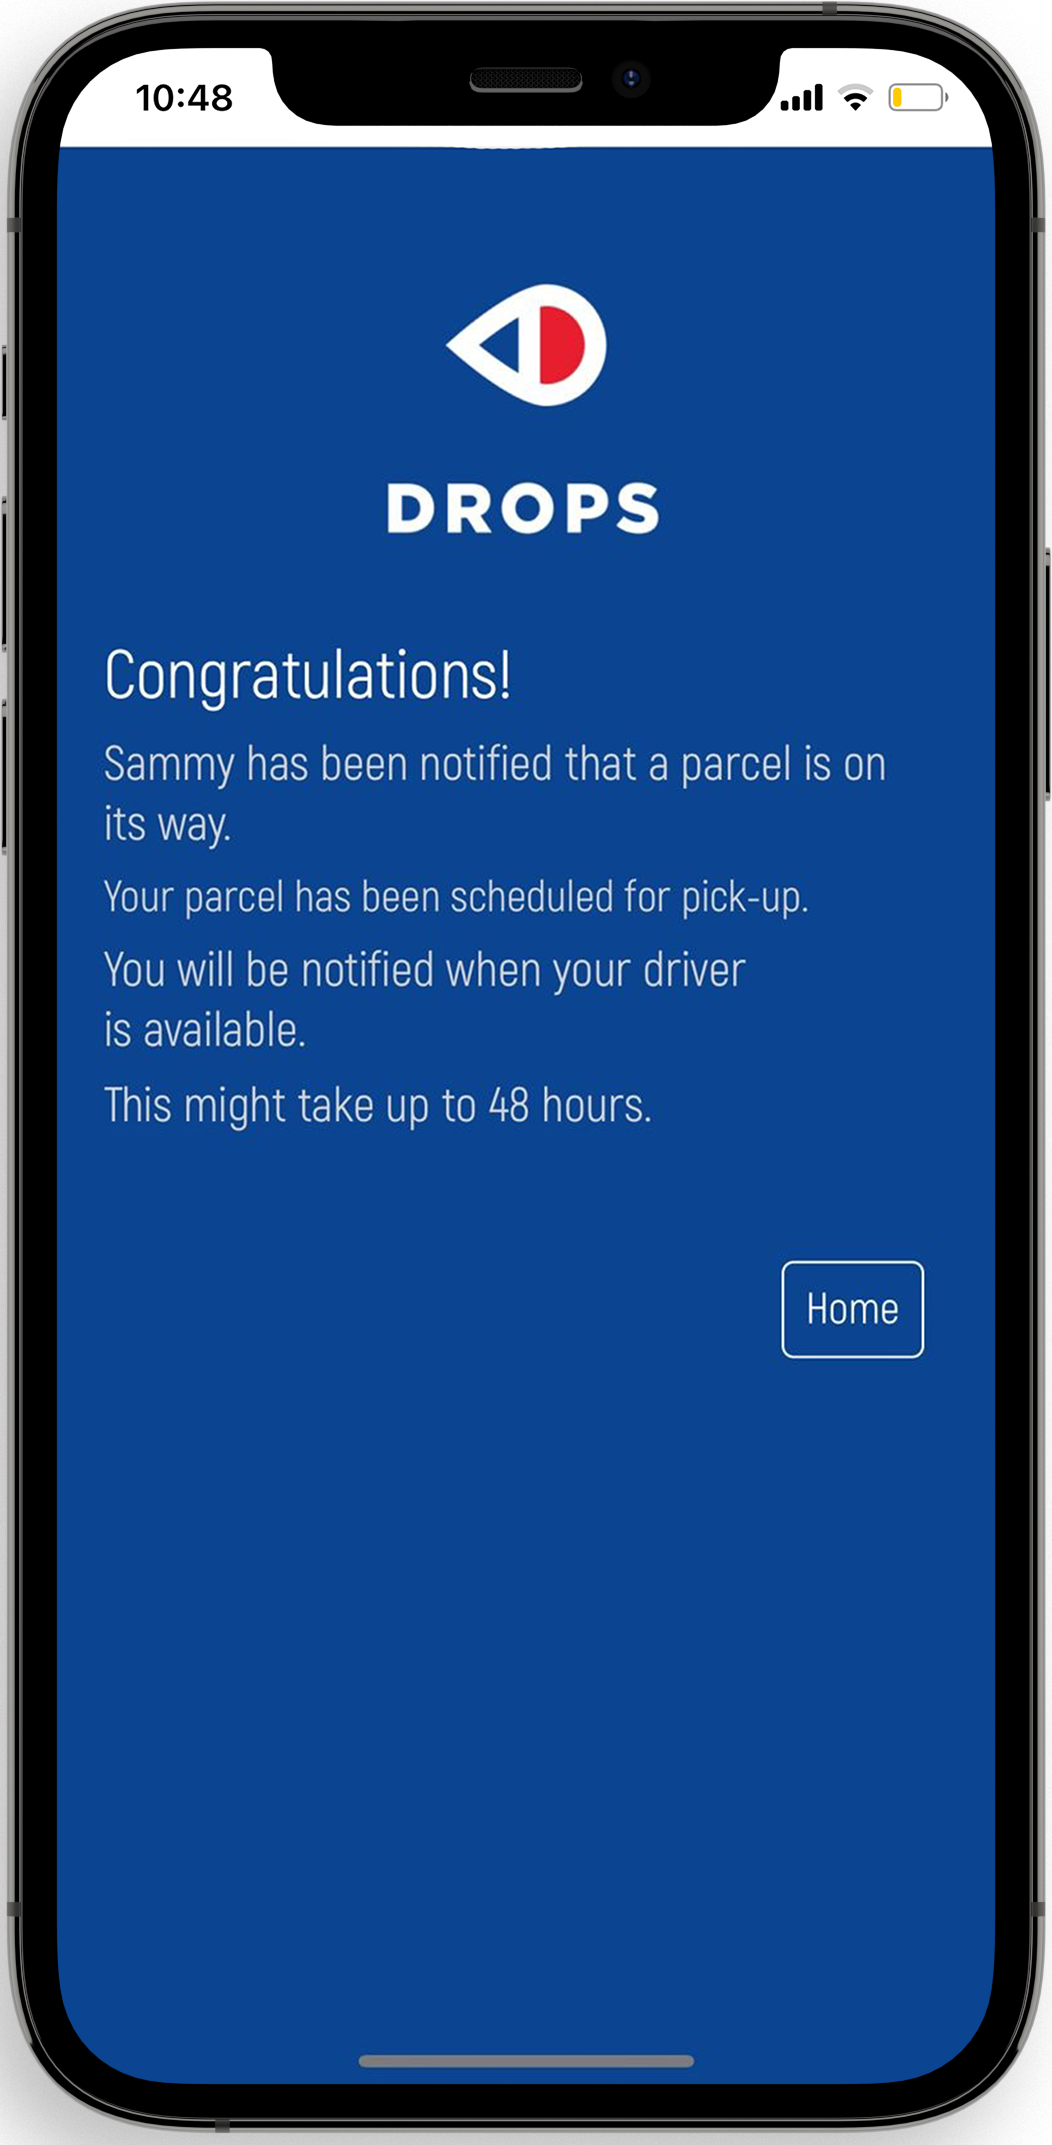 10:48
DROPS
Congratulations!
Sammy has been notified that a parcel is on
its way.
Your parcel has been scheduled for pick-up.
You will be notified when your driver
is available.
This might take up to 48 hours.
Home